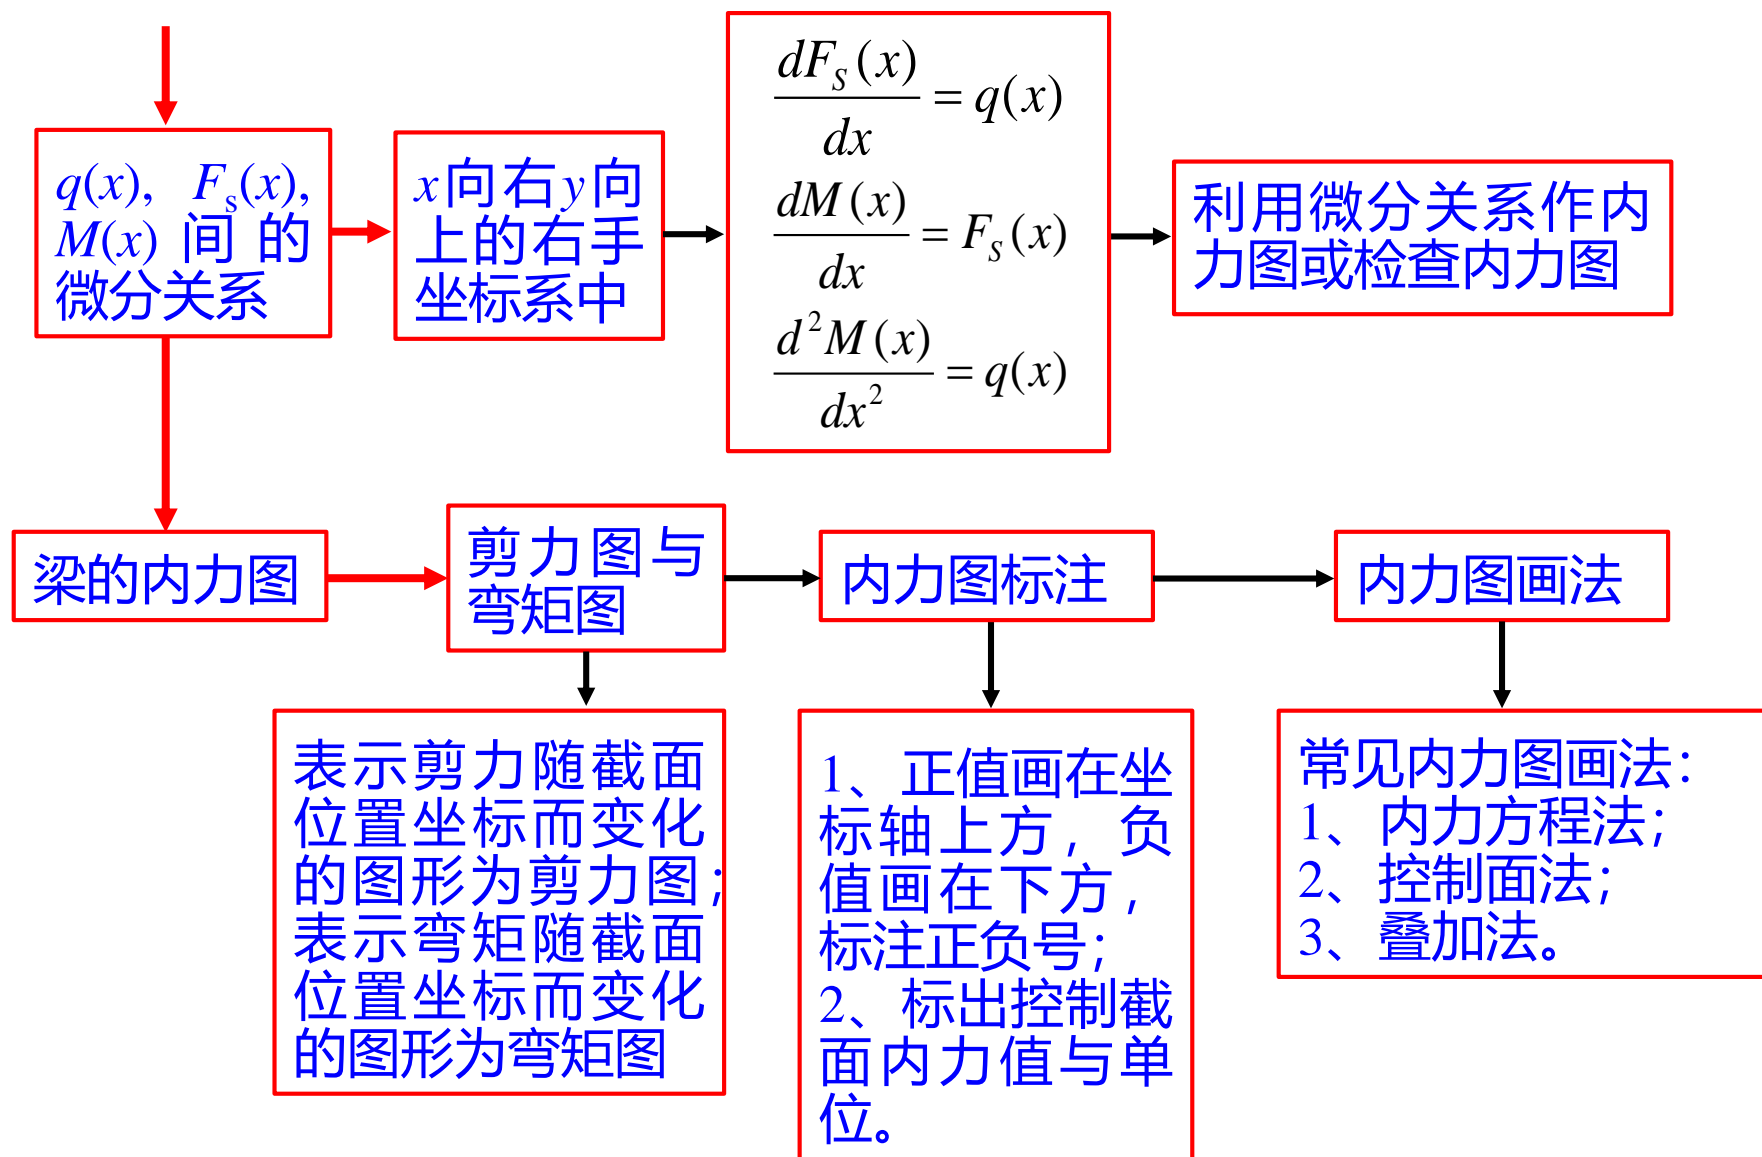 q(x), F_s(x),
M(x) 间的
微分关系
x向右y向
上的右手
坐标系中
\frac{dF_S(x)}{dx} = q(x)
\frac{dM(x)}{dx} = F_S(x)
\frac{d^2M(x)}{dx^2} = q(x)
利用微分关系作内
力图或检查内力图
梁的内力图
剪力图与
弯矩图
内力图标注
内力图画法
表示剪力随截面
位置坐标而变化
的图形为剪力图；
表示弯矩随截面
位置坐标而变化
的图形为弯矩图
1、正值画在坐
标轴上方，负
值画在下方，
标注正负号；
2、标出控制截
面内力值与单
位。
常见内力图画法：
1、内力方程法；
2、控制面法；
3、叠加法。